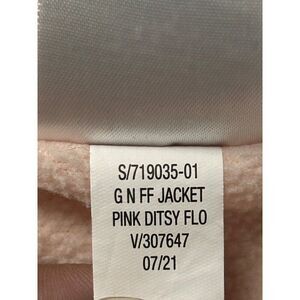 S/719035-01
G N FF JACKET
PINK DITSY FLO
V/307647
07/21